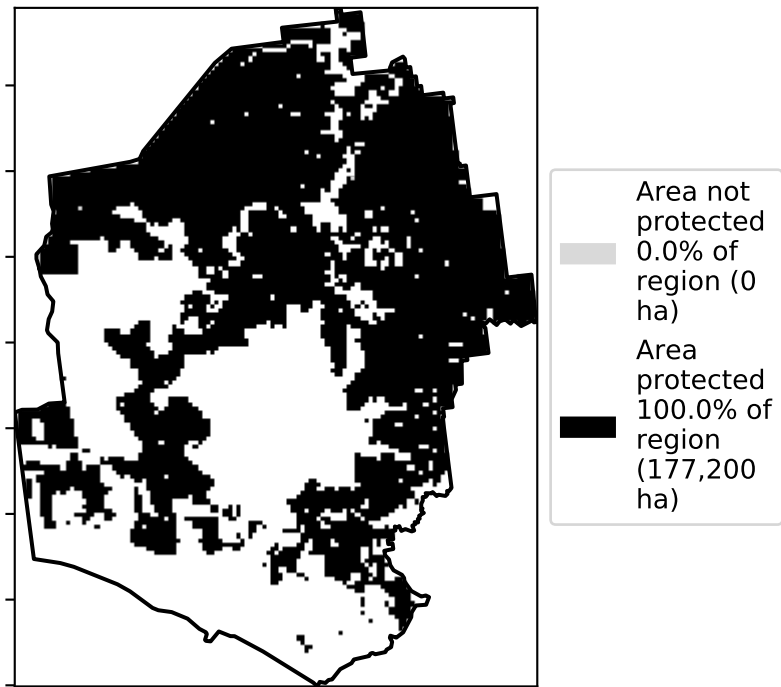 Area not
protected
0.0% of
region (0
ha)
Area
protected
100.0% of
region
(177,200
ha)